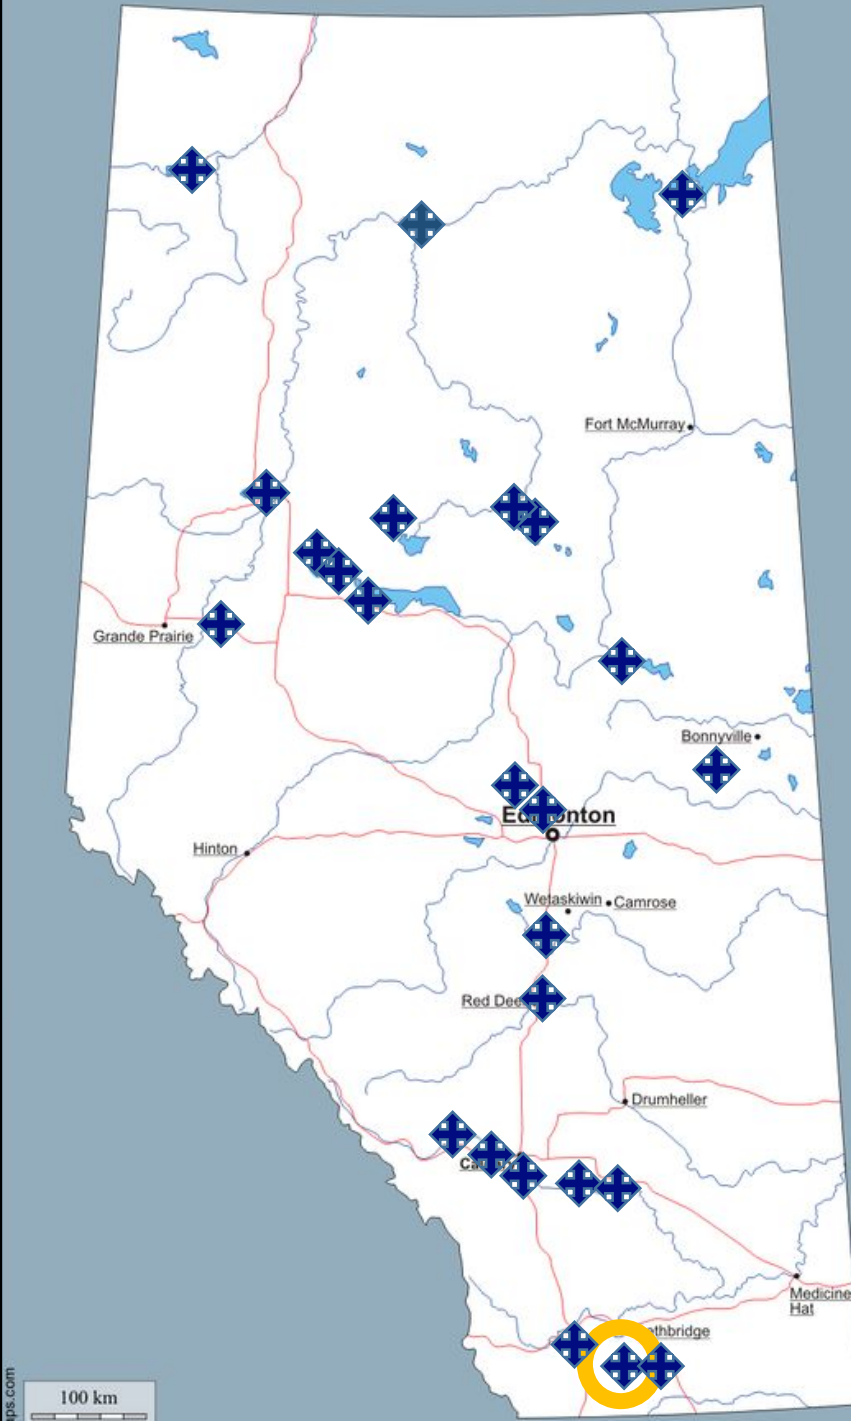 Fort McMurray
Grande Prairie
Bonnyville
Hinton
Wetaskiwin
Camrose
Drumheller
Medicine
Hat
100 km